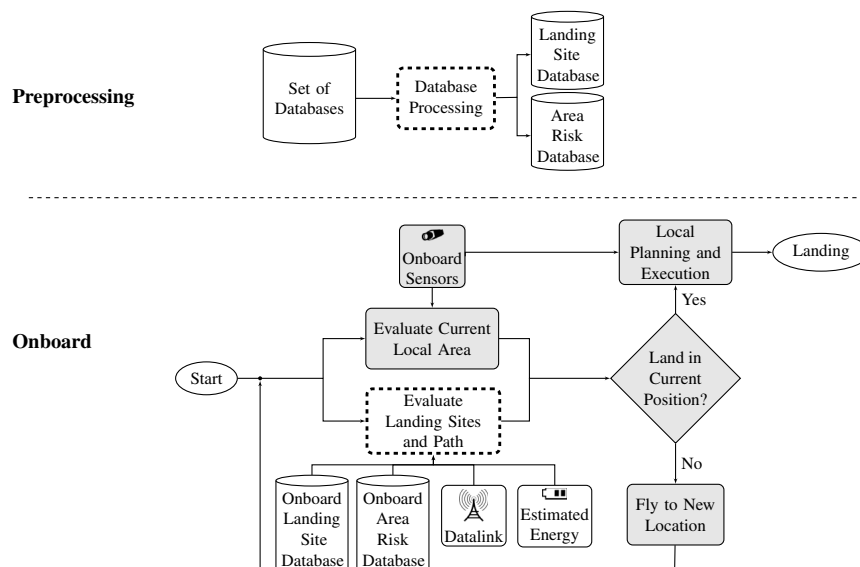 Preprocessing
Set of
Databases
Database
Processing
Landing
Site
Database
Area
Risk
Database
Onboard
Onboard
Sensors
Local
Planning and
Execution
Landing
Yes
Evaluate Current
Local Area
Start
Land in
Current
Position?
Evaluate
Landing Sites
and Path
No
Onboard
Landing
Site
Database
Onboard
Area
Risk
Database
Datalink
Estimated
Energy
Fly to New
Location